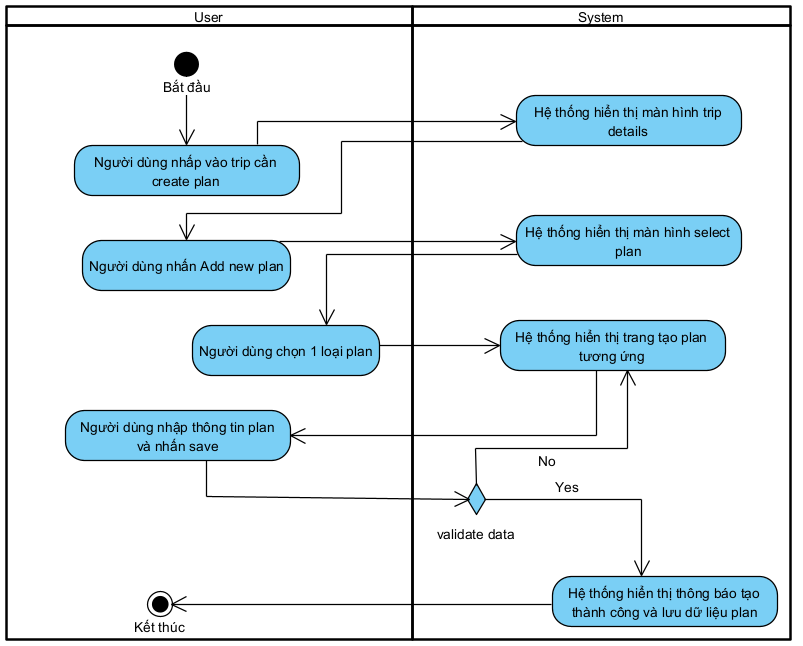 User
System
Bắt đầu
Hệ thống hiển thị màn hình trip
details
Người dùng nhấp vào trip cần
create plan
Hệ thống hiển thị màn hình select
plan
Người dùng nhấn Add new plan
Hệ thống hiển thị trang tạo plan
tương ứng
Người dùng chọn 1 loại plan
Người dùng nhập thông tin plan
và nhấn save
No
Yes
validate data
Hệ thống hiển thị thông báo tạo
thành công và lưu dữ liệu plan
Kết thúc